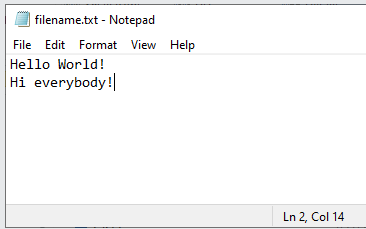 filename.txt - Notepad
File Edit Format View Help
Hello World!
Hi everybody!
Ln 2, Col 14